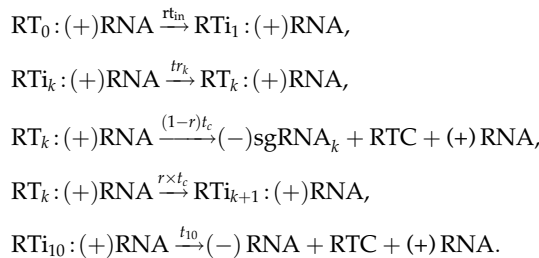 RT₀:(+)RNA —rt_in→ RTi₁:(+)RNA,
RTi_k:(+)RNA —tr_k→ RT_k:(+)RNA,
RT_k:(+)RNA —(1−r)t_c→ (−)sgRNA_k + RTC + (+) RNA,
RT_k:(+)RNA —r×t_c→ RTi_{k+1}:(+)RNA,
RTi₁₀:(+)RNA —t₁₀→ (−) RNA + RTC + (+) RNA.